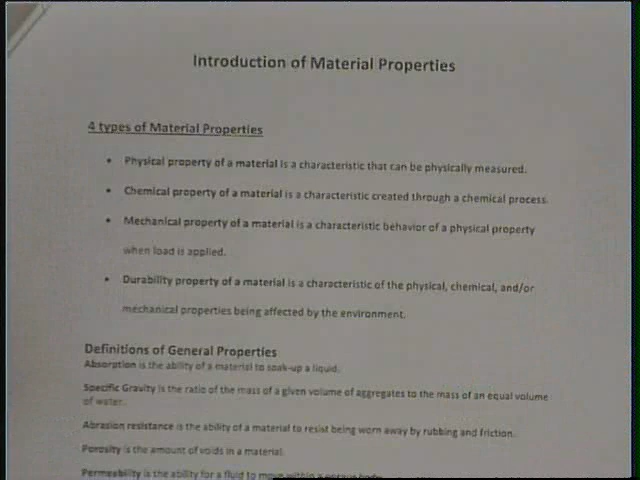 Introduction of Material Properties
4 types of Material Properties
• Physical property of a material is a characteristic that can be physically measured.
• Chemical property of a material is a characteristic created through a chemical process.
• Mechanical property of a material is a characteristic behavior of a physical property
when load is applied.
• Durability property of a material is a characteristic of the physical, chemical, and/or
mechanical properties being affected by the environment.
Definitions of General Properties
Absorption is the ability of a material to soak-up a liquid.
Specific Gravity is the ratio of the mass of a given volume of aggregates to the mass of an equal volume
of water.
Abrasion resistance is the ability of a material to resist being worn away by rubbing and friction.
Porosity is the amount of voids in a material.
Permeability is the ability for a fluid to move within a